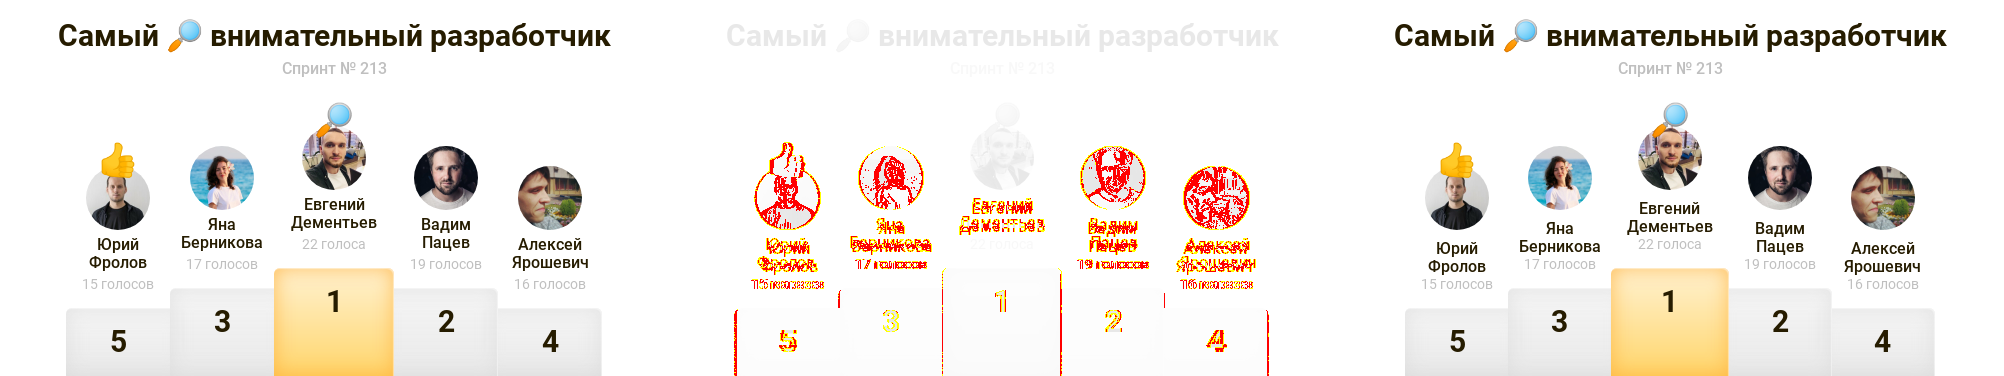 Самый 🔎 внимательный разработчик
Спринт № 213
Евгений
Дементьев
22 голоса
Яна
Берникова
17 голосов
Вадим
Пацев
19 голосов
Юрий
Фролов
15 голосов
Алексей
Ярошевич
16 голосов
1
3
2
5
4
Самый 🔎 внимательный разработчик
Спринт № 213
Евгений
Дементьев
22 голоса
Яна
Берникова
17 голосов
Вадим
Пацев
19 голосов
Юрий
Фролов
15 голосов
Алексей
Ярошевич
16 голосов
1
3
2
5
4
Самый 🔎 внимательный разработчик
Спринт № 213
Евгений
Дементьев
22 голоса
Яна
Берникова
17 голосов
Вадим
Пацев
19 голосов
Юрий
Фролов
15 голосов
Алексей
Ярошевич
16 голосов
1
3
2
5
4